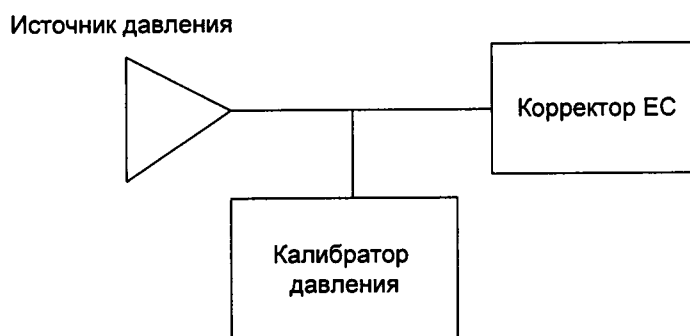 Источник давления
Корректор ЕС
Калибратор
давления